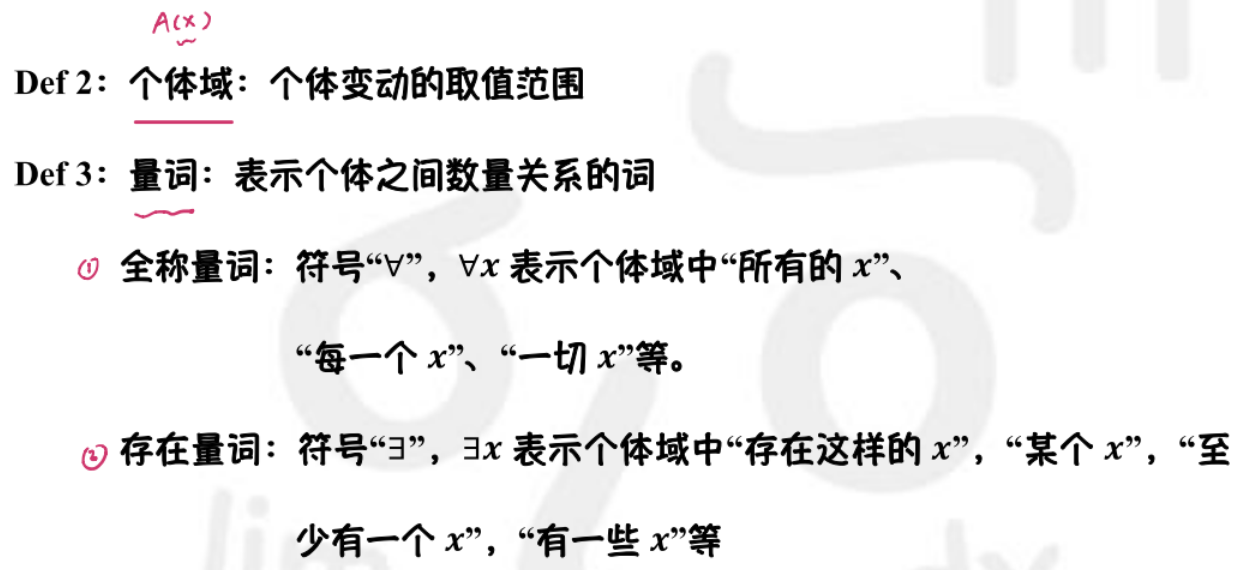 A(x)
Def 2：个体域：个体变动的取值范围
Def 3：量词：表示个体之间数量关系的词
① 全称量词：符号“∀”，∀x 表示个体域中“所有的 x”、
“每一个 x”、“一切 x”等。
② 存在量词：符号“∃”，∃x 表示个体域中“存在这样的 x”，“某个 x”，“至
少有一个 x”，“有一些 x”等
lim
dx